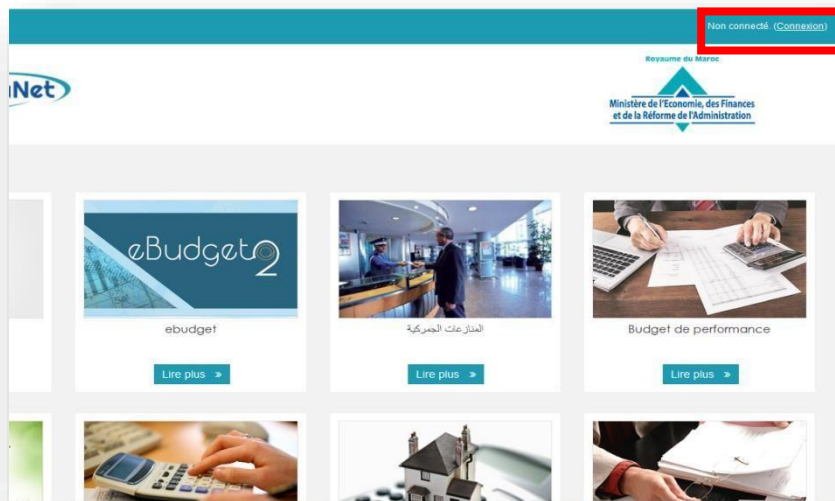 Non connecté. (Connexion)
Net
Royaume du Maroc
Ministère de l'Economie, des Finances
et de la Réforme de l'Administration
eBudget 2
ebudget
المنازعات الجمركية
Budget de performance
Lire plus »
Lire plus »
Lire plus »